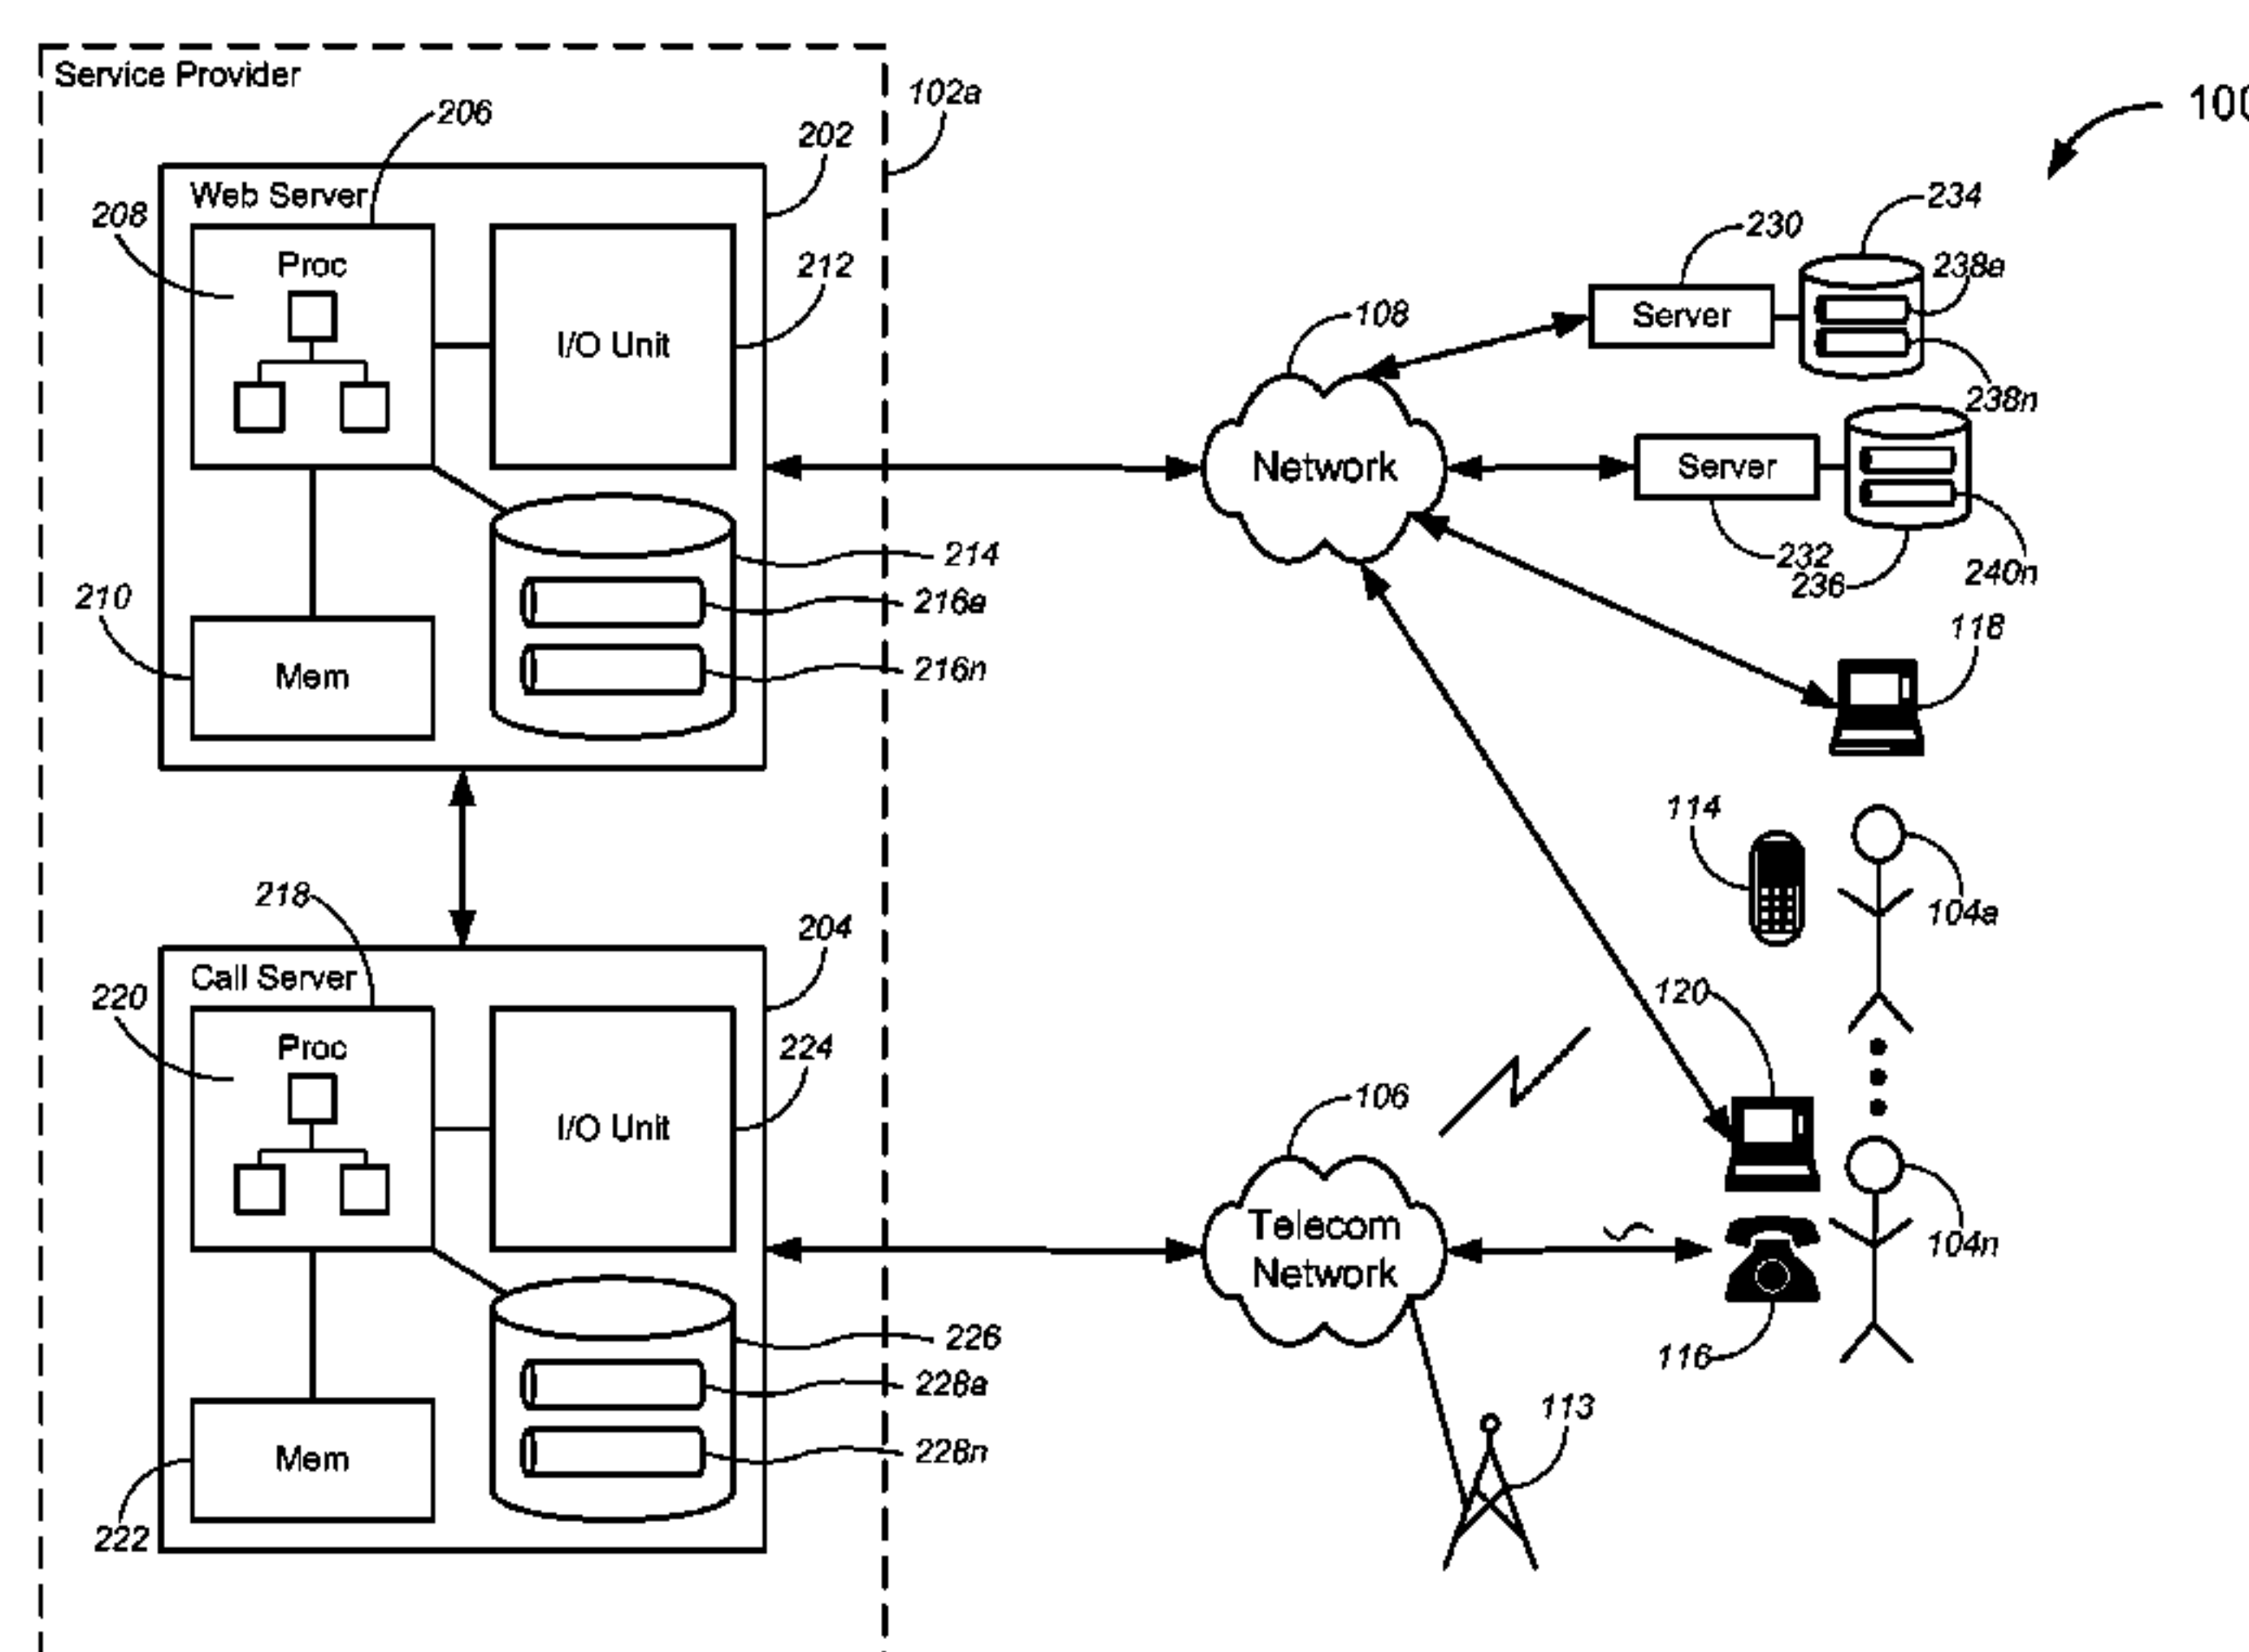 Service Provider
102a
100
206
202
Web Server
208
Proc
212
I/O Unit
214
216a
216n
210
Mem
108
Network
230
Server
234
238a
238n
Server
232
236
240n
118
114
104a
218
204
Call Server
220
Proc
224
I/O Unit
226
228a
228n
222
Mem
106
Telecom
Network
120
104n
116
113